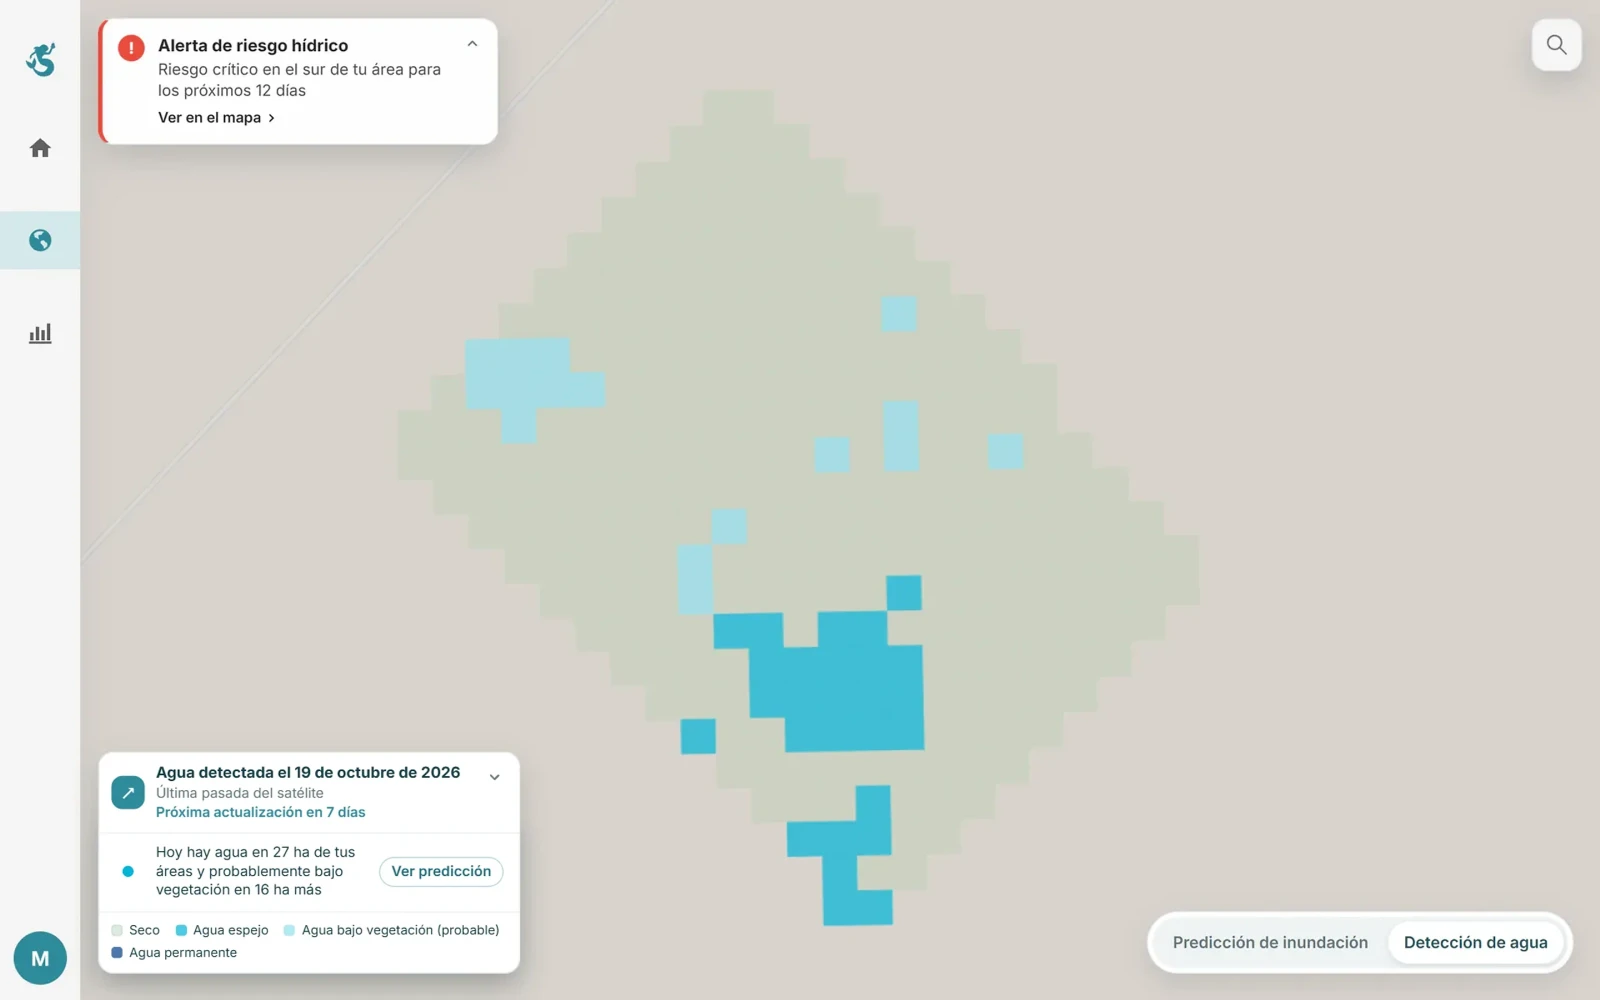 Alerta de riesgo hídrico
Riesgo crítico en el sur de tu área para
los próximos 12 días
Ver en el mapa
Agua detectada el 19 de octubre de 2026
Última pasada del satélite
Próxima actualización en 7 días
Hoy hay agua en 27 ha de tus
áreas y probablemente bajo
vegetación en 16 ha más
Ver predicción
Seco
Agua espejo
Agua bajo vegetación (probable)
Agua permanente
M
Predicción de inundación
Detección de agua